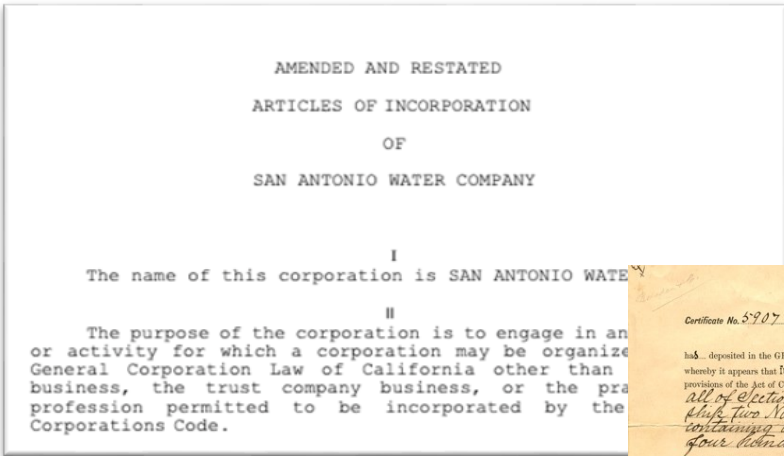 AMENDED AND RESTATED
ARTICLES OF INCORPORATION
OF
SAN ANTONIO WATER COMPANY
I
The name of this corporation is SAN ANTONIO WATE
II
The purpose of the corporation is to engage in an
or activity for which a corporation may be organize
General Corporation Law of California other than
business, the trust company business, or the pra
profession permitted to be incorporated by the
Corporations Code.
Certificate No. 5907
has deposited in the GE
whereby it appears that
provisions of the Act of C
all of Sectio
ship two No
containing
four hund